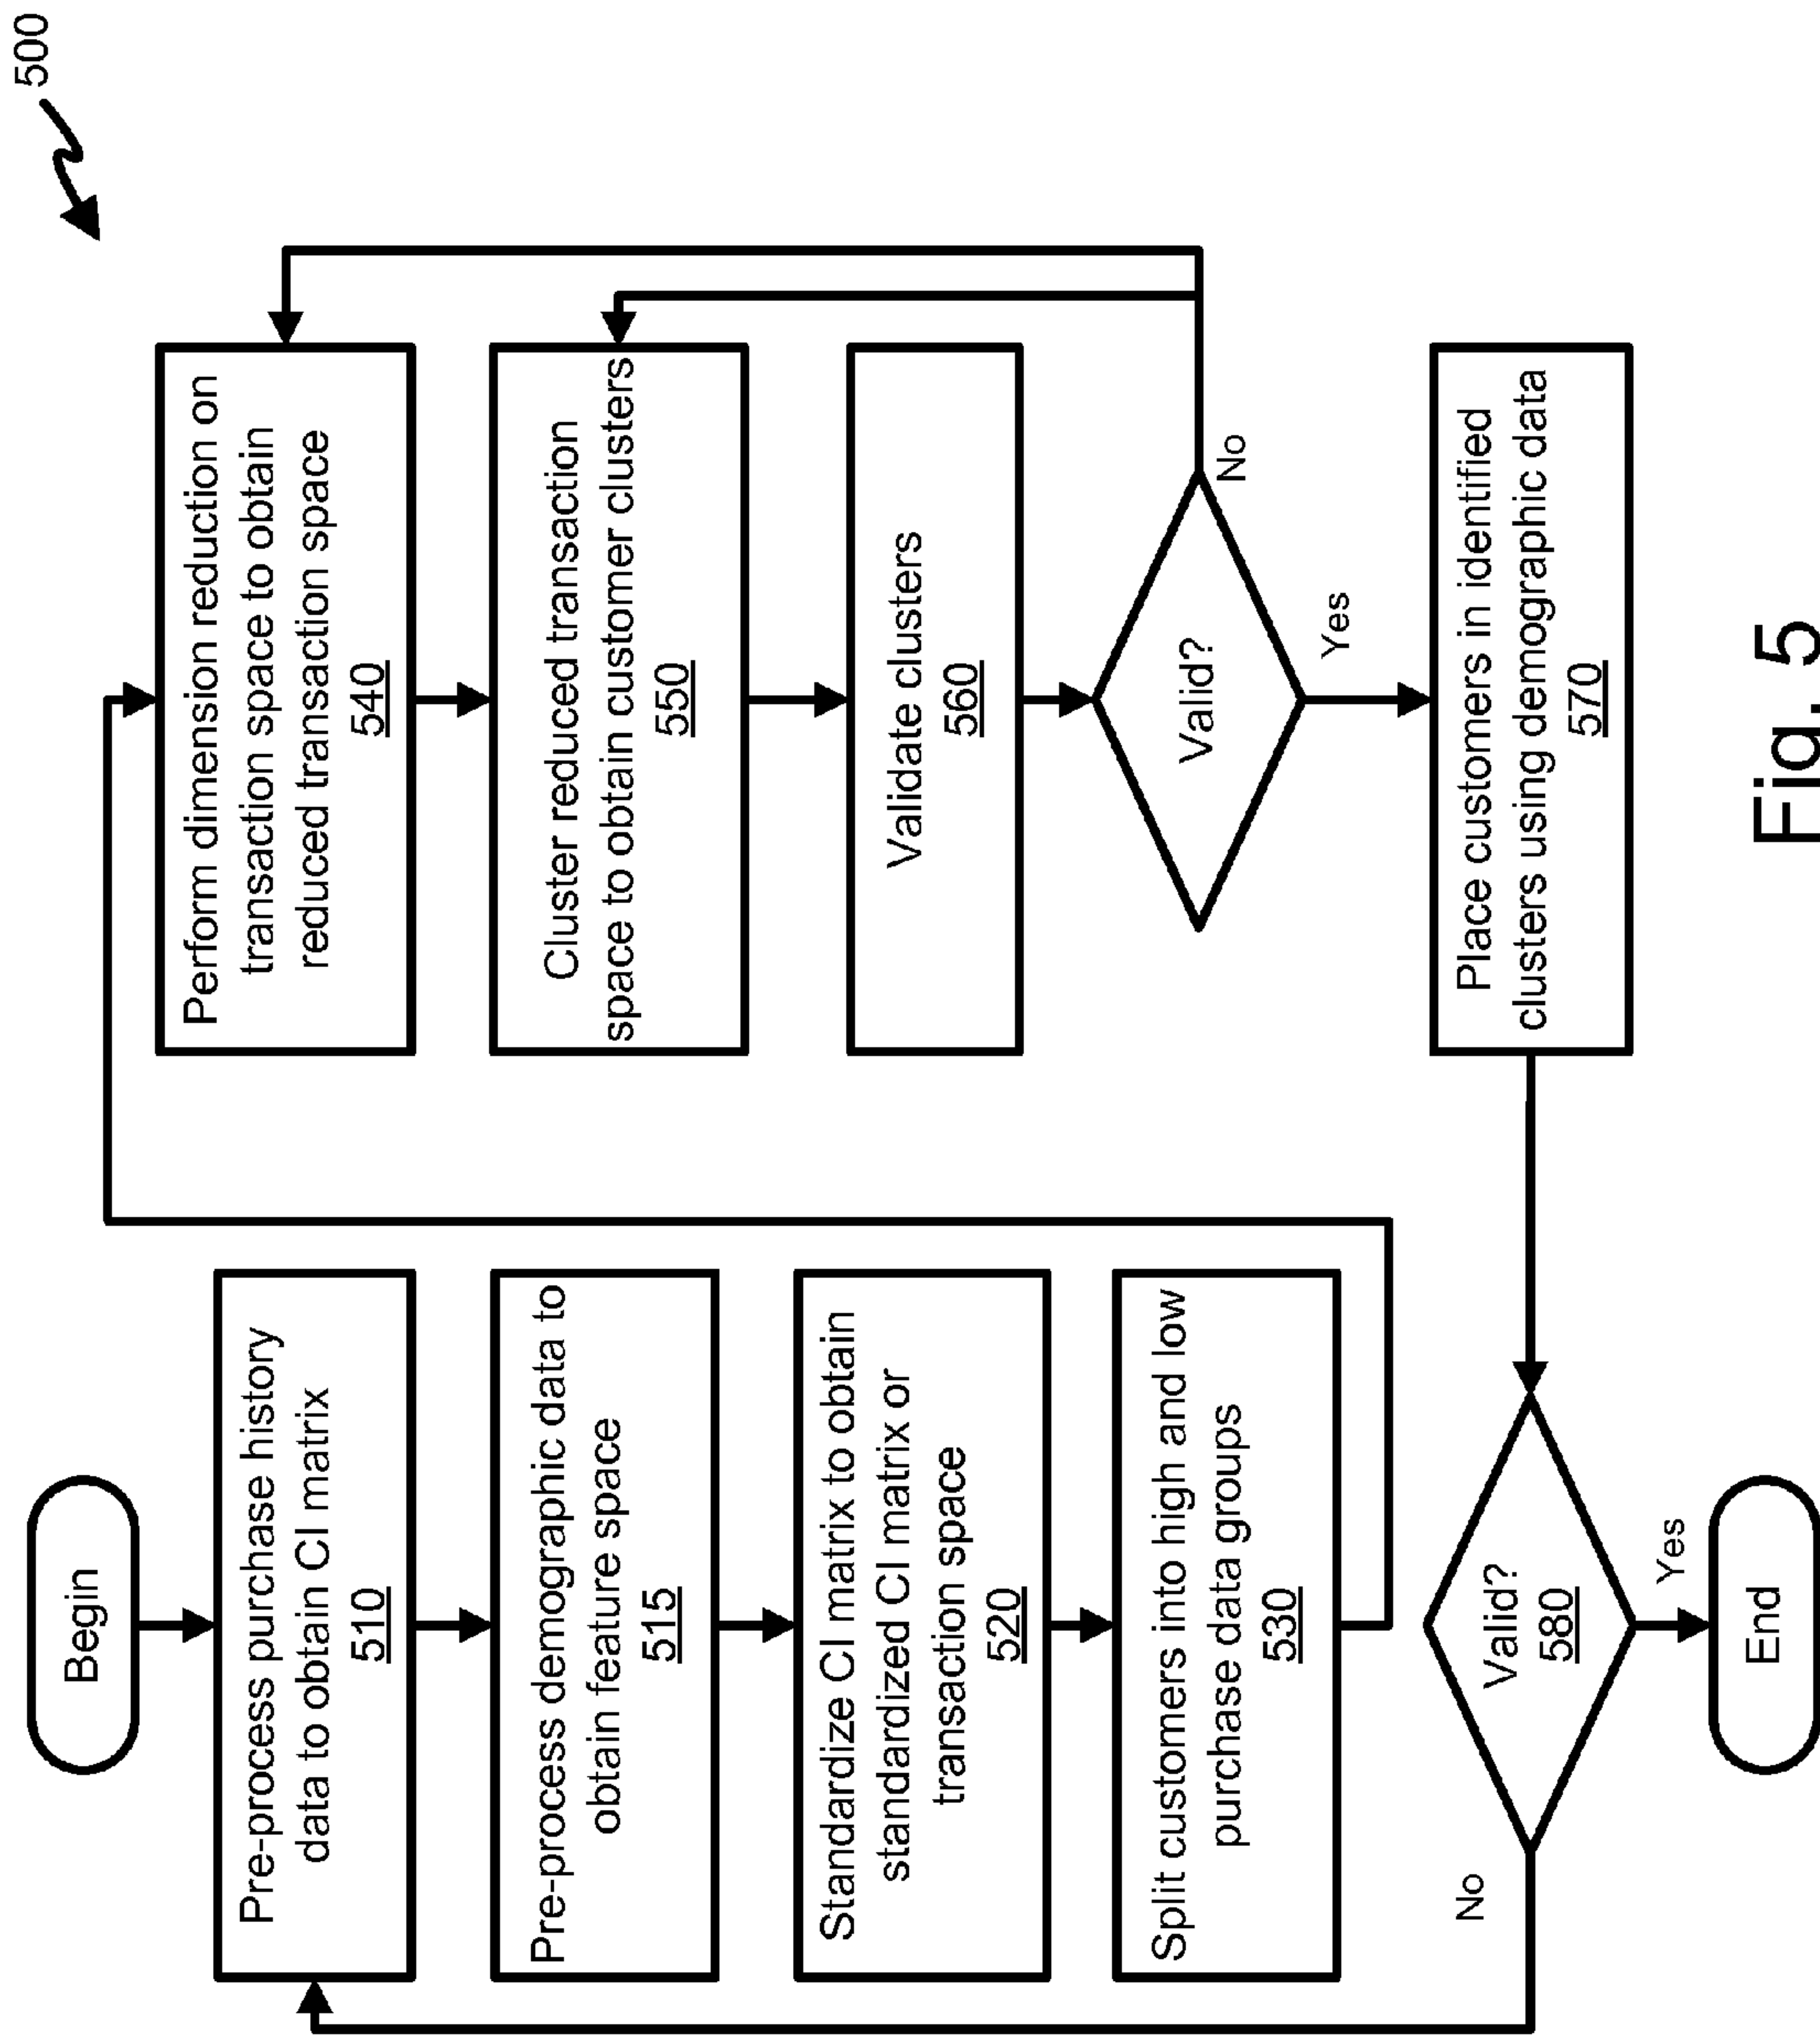 500
Begin
Pre-process purchase history
data to obtain CI matrix
510
Pre-process demographic data to
obtain feature space
515
Standardize CI matrix to obtain
standardized CI matrix or
transaction space
520
Split customers into high and low
purchase data groups
530
Perform dimension reduction on
transaction space to obtain
reduced transaction space
540
Cluster reduced transaction
space to obtain customer clusters
550
Validate clusters
560
Valid?
No
Yes
Place customers in identified
clusters using demographic data
570
Valid?
580
No
Yes
End
Fig. 5